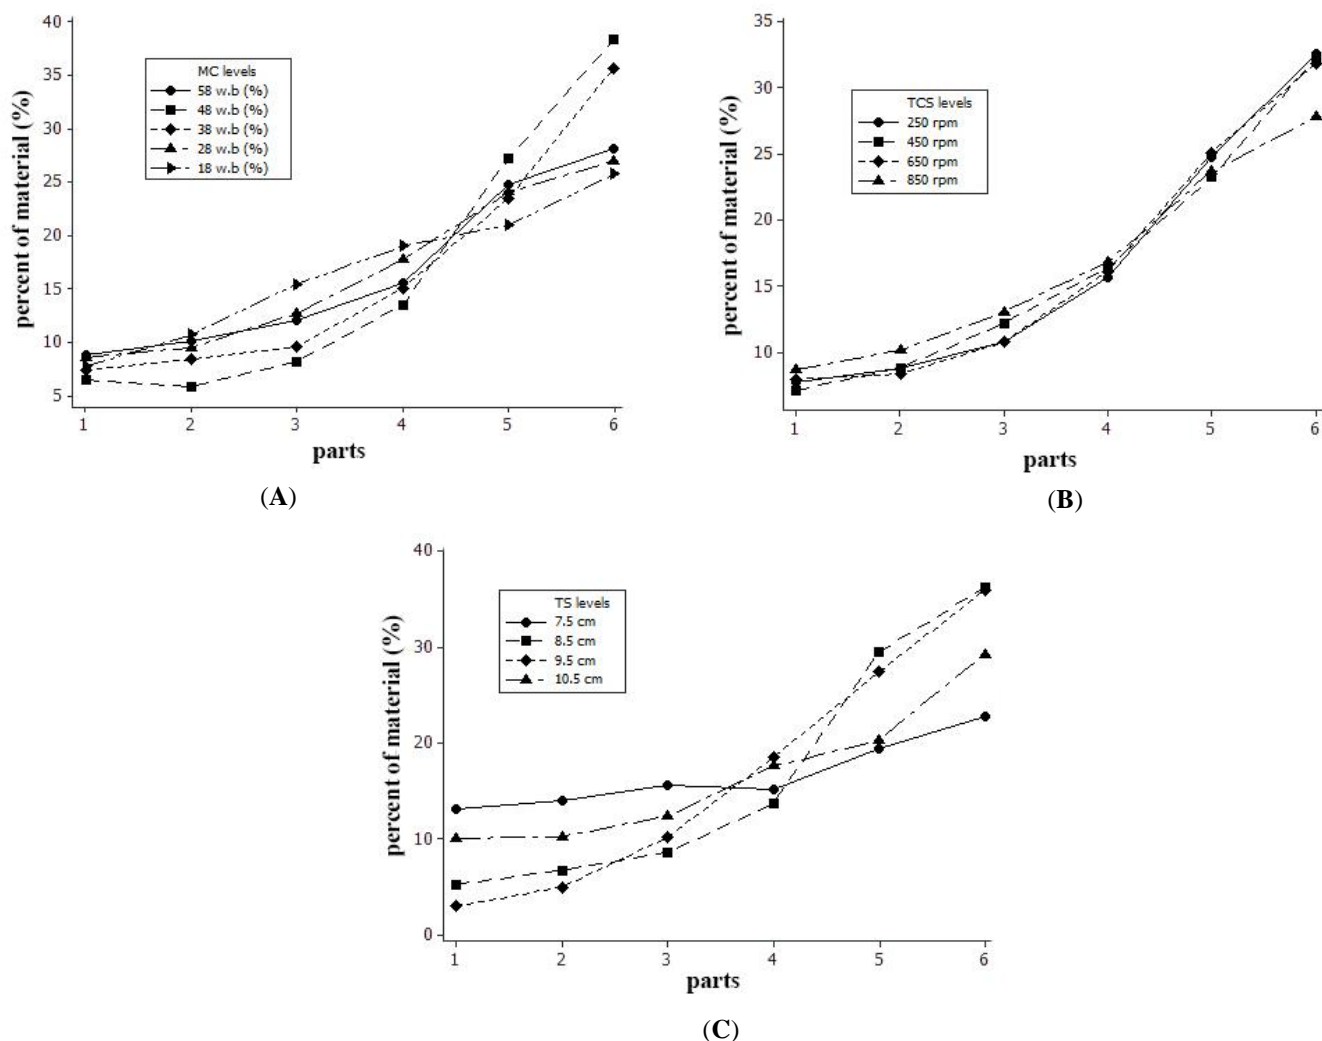 40
35
30
25
20
15
10
5
percent of material (%)
MC levels
58 w.b (%)
48 w.b (%)
38 w.b (%)
28 w.b (%)
18 w.b (%)
1 2 3 4 5 6
parts
(A)
35
30
25
20
15
10
percent of material (%)
TCS levels
250 rpm
450 rpm
650 rpm
850 rpm
1 2 3 4 5 6
parts
(B)
40
30
20
10
0
percent of material (%)
TS levels
7.5 cm
8.5 cm
9.5 cm
10.5 cm
1 2 3 4 5 6
parts
(C)